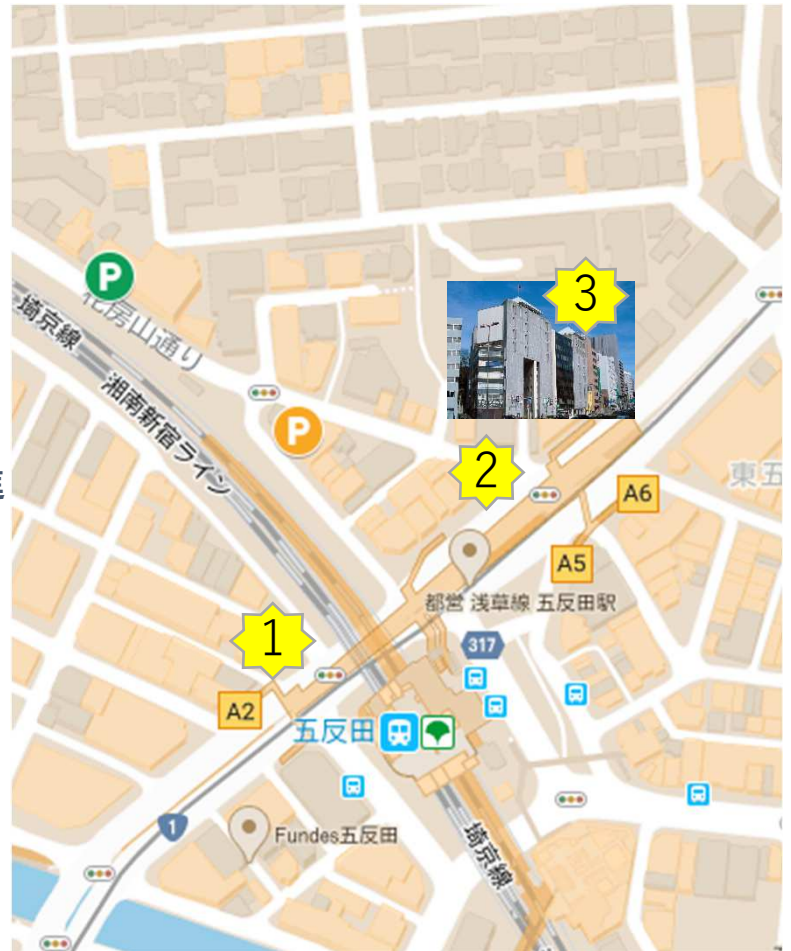 P
3
花房山通り
埼京線
湘南新宿ライン
P
2
A6
東五
A5
都営 浅草線 五反田駅
1
317
A2
五反田
1
Fundes五反田
埼京線